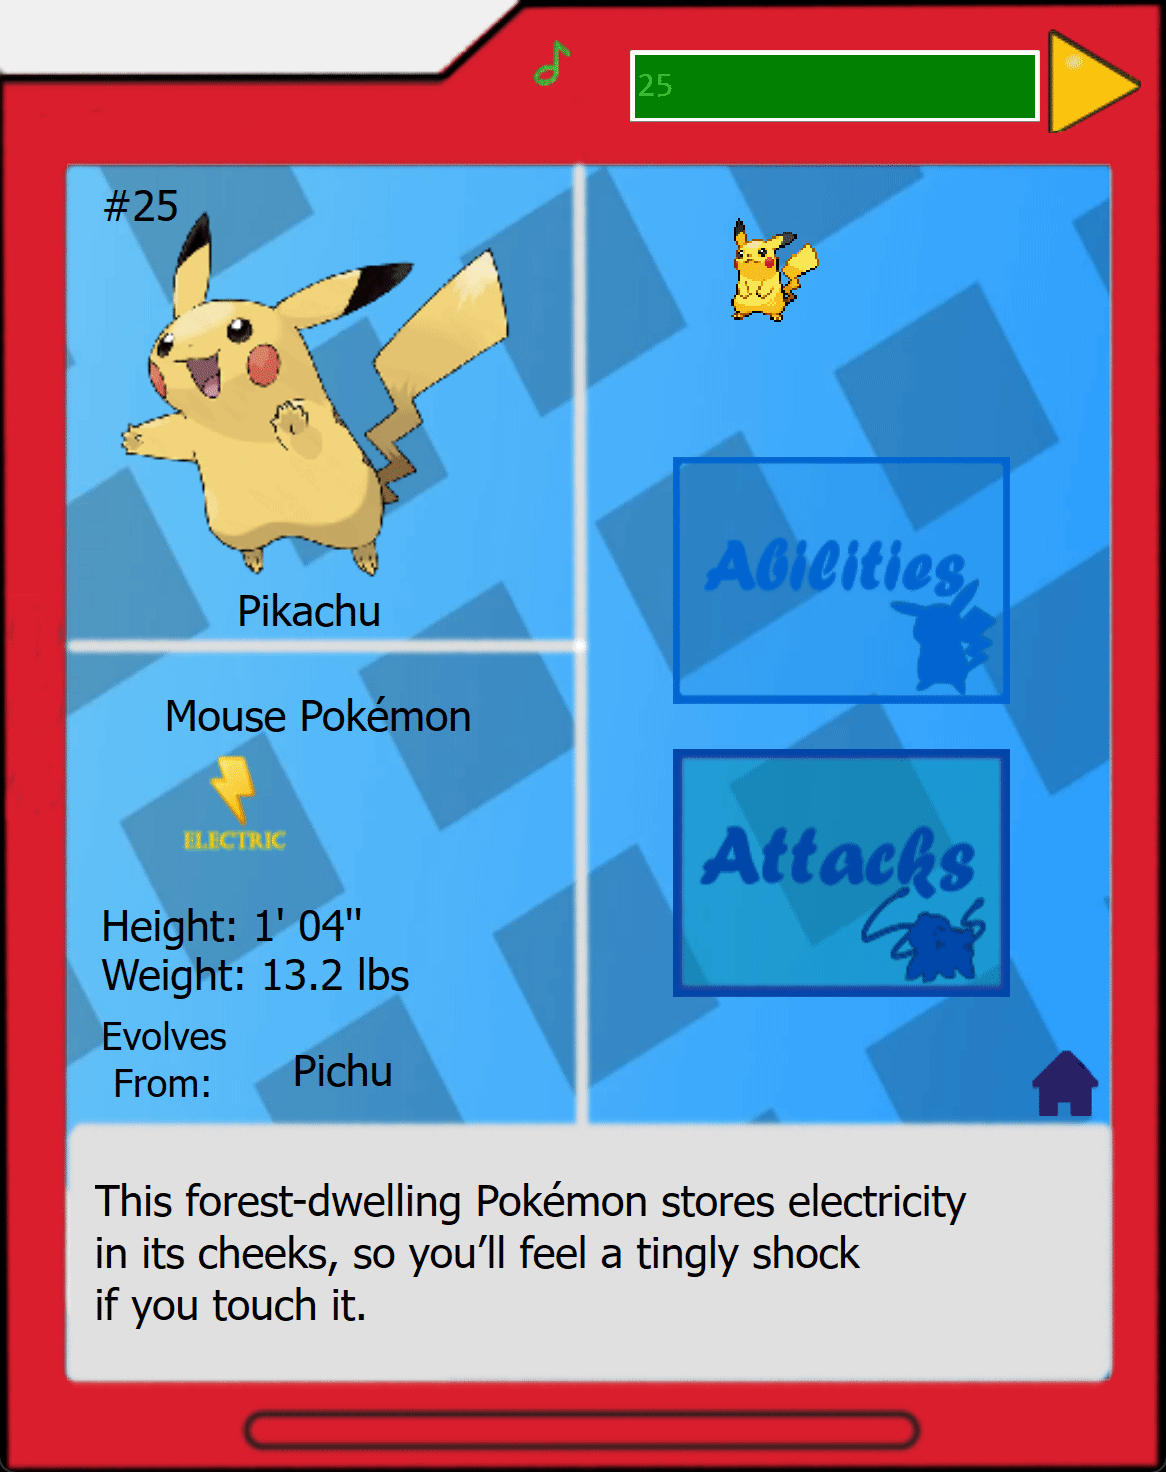 25
#25
Pikachu
Mouse Pokémon
ELECTRIC
Height: 1' 04"
Weight: 13.2 lbs
Evolves
From:
Pichu
Abilities
Attacks
This forest-dwelling Pokémon stores electricity
in its cheeks, so you’ll feel a tingly shock
if you touch it.